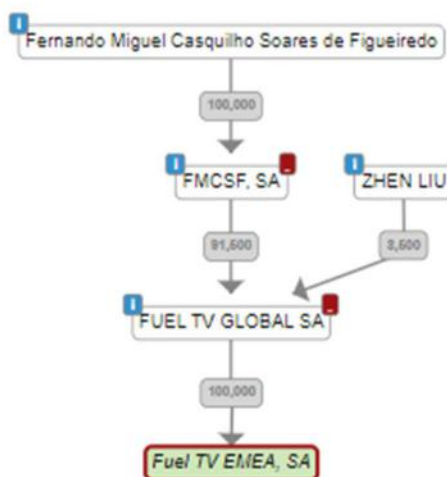 Fernando Miguel Casquilho Soares de Figueiredo
100,000
FMCSF, SA
ZHEN LIU
91,500
3,500
FUEL TV GLOBAL SA
100,000
Fuel TV EMEA, SA